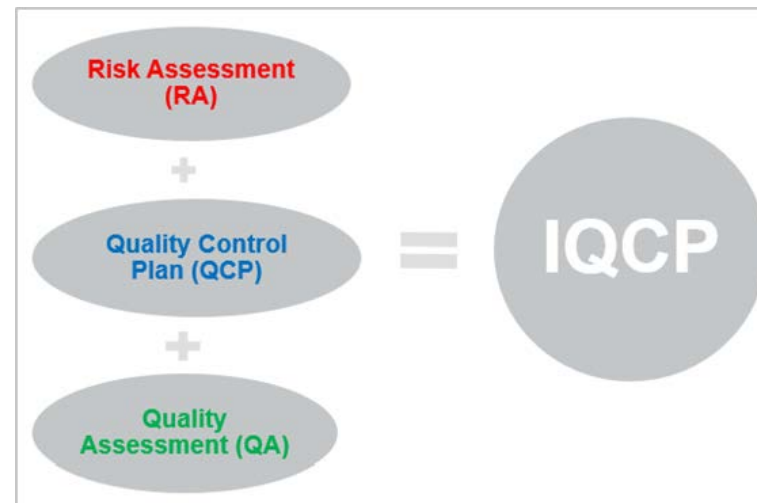 Risk Assessment
(RA)
+
Quality Control
Plan (QCP)
+
Quality
Assessment (QA)
=
IQCP